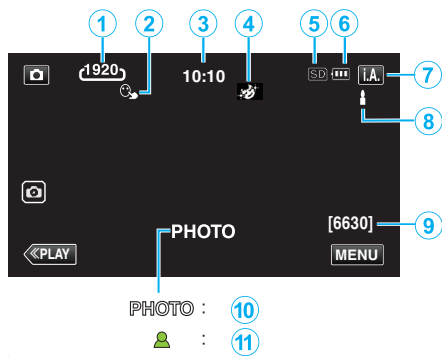 1 2 3 4 5 6
1920 10:10 SD i.A. 7
8
[6630] 9
PHOTO
≪PLAY MENU
PHOTO : 10
: 11